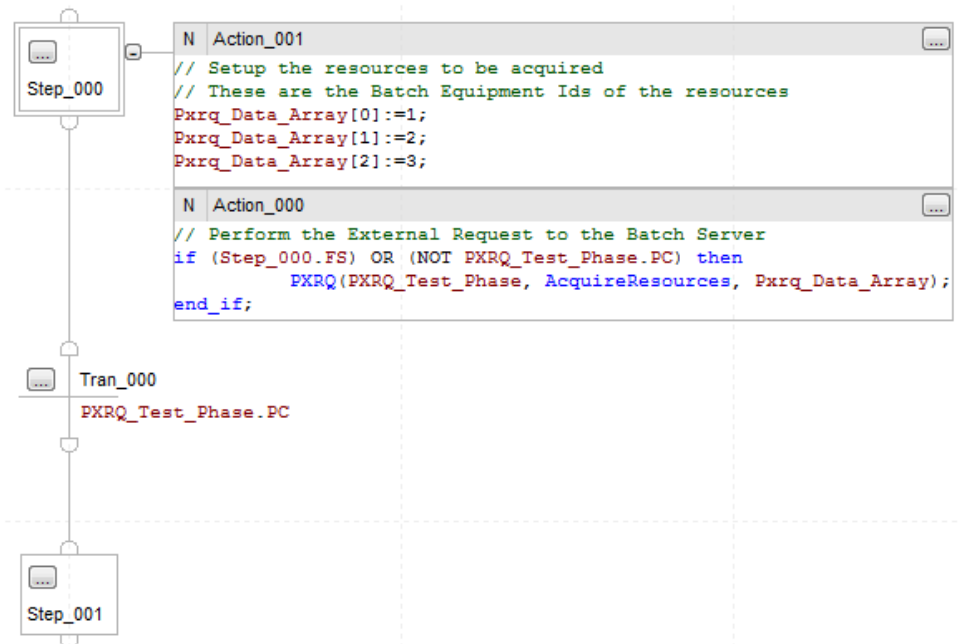 N Action_001 ...
// Setup the resources to be acquired
... Step_000
// These are the Batch Equipment Ids of the resources
Pxrq_Data_Array[0]:=1;
Pxrq_Data_Array[1]:=2;
Pxrq_Data_Array[2]:=3;
N Action_000 ...
// Perform the External Request to the Batch Server
if (Step_000.FS) OR (NOT PXRQ_Test_Phase.PC) then
PXRQ(PXRQ_Test_Phase, AcquireResources, Pxrq_Data_Array);
end_if;
... Tran_000
PXRQ_Test_Phase.PC
...
Step_001